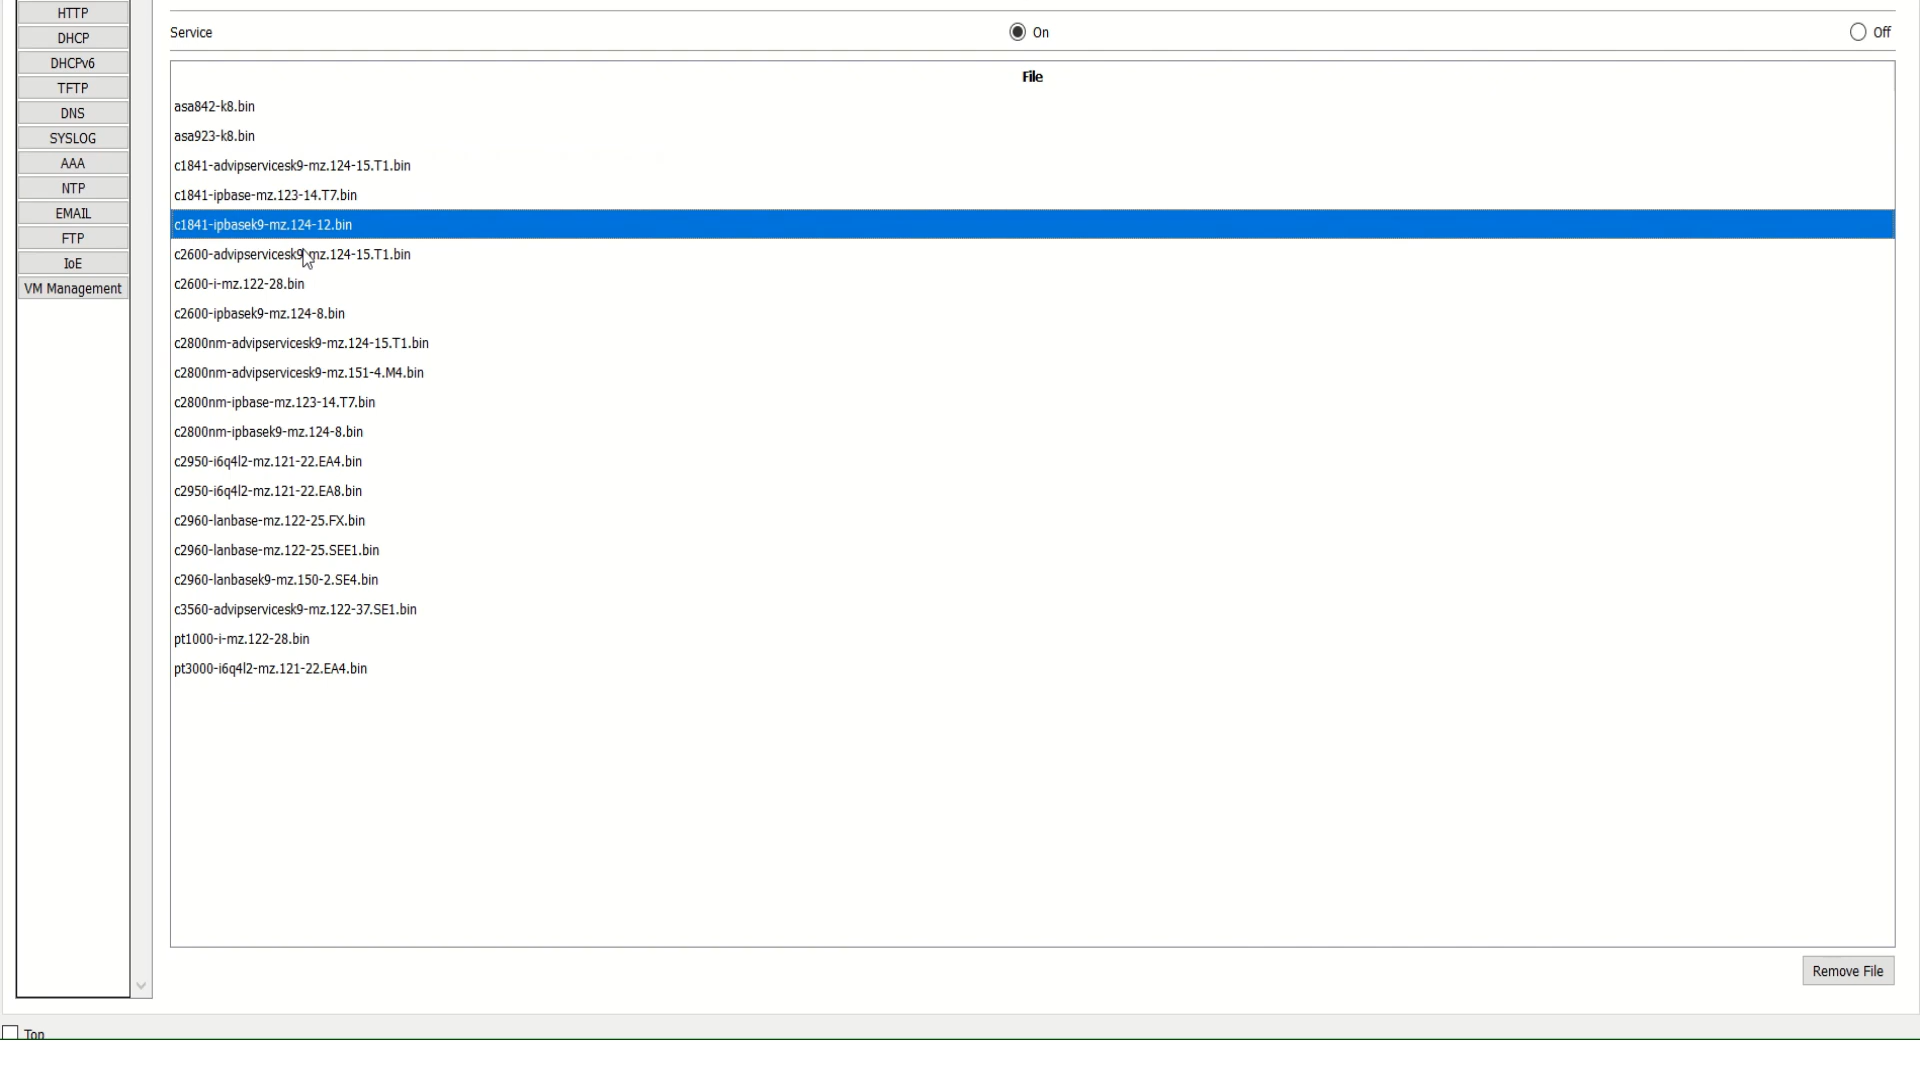 HTTP
DHCP
DHCPv6
TFTP
DNS
SYSLOG
AAA
NTP
EMAIL
FTP
IoE
VM Management
Service
On
Off
File
asa842-k8.bin
asa923-k8.bin
c1841-advipservicesk9-mz.124-15.T1.bin
c1841-ipbase-mz.123-14.T7.bin
c1841-ipbasek9-mz.124-12.bin
c2600-advipservicesk9-mz.124-15.T1.bin
c2600-i-mz.122-28.bin
c2600-ipbasek9-mz.124-8.bin
c2800nm-advipservicesk9-mz.124-15.T1.bin
c2800nm-advipservicesk9-mz.151-4.M4.bin
c2800nm-ipbase-mz.123-14.T7.bin
c2800nm-ipbasek9-mz.124-8.bin
c2950-i6q4l2-mz.121-22.EA4.bin
c2950-i6q4l2-mz.121-22.EA8.bin
c2960-lanbase-mz.122-25.FX.bin
c2960-lanbase-mz.122-25.SEE1.bin
c2960-lanbasek9-mz.150-2.SE4.bin
c3560-advipservicesk9-mz.122-37.SE1.bin
pt1000-i-mz.122-28.bin
pt3000-i6q4l2-mz.121-22.EA4.bin
Remove File
Top